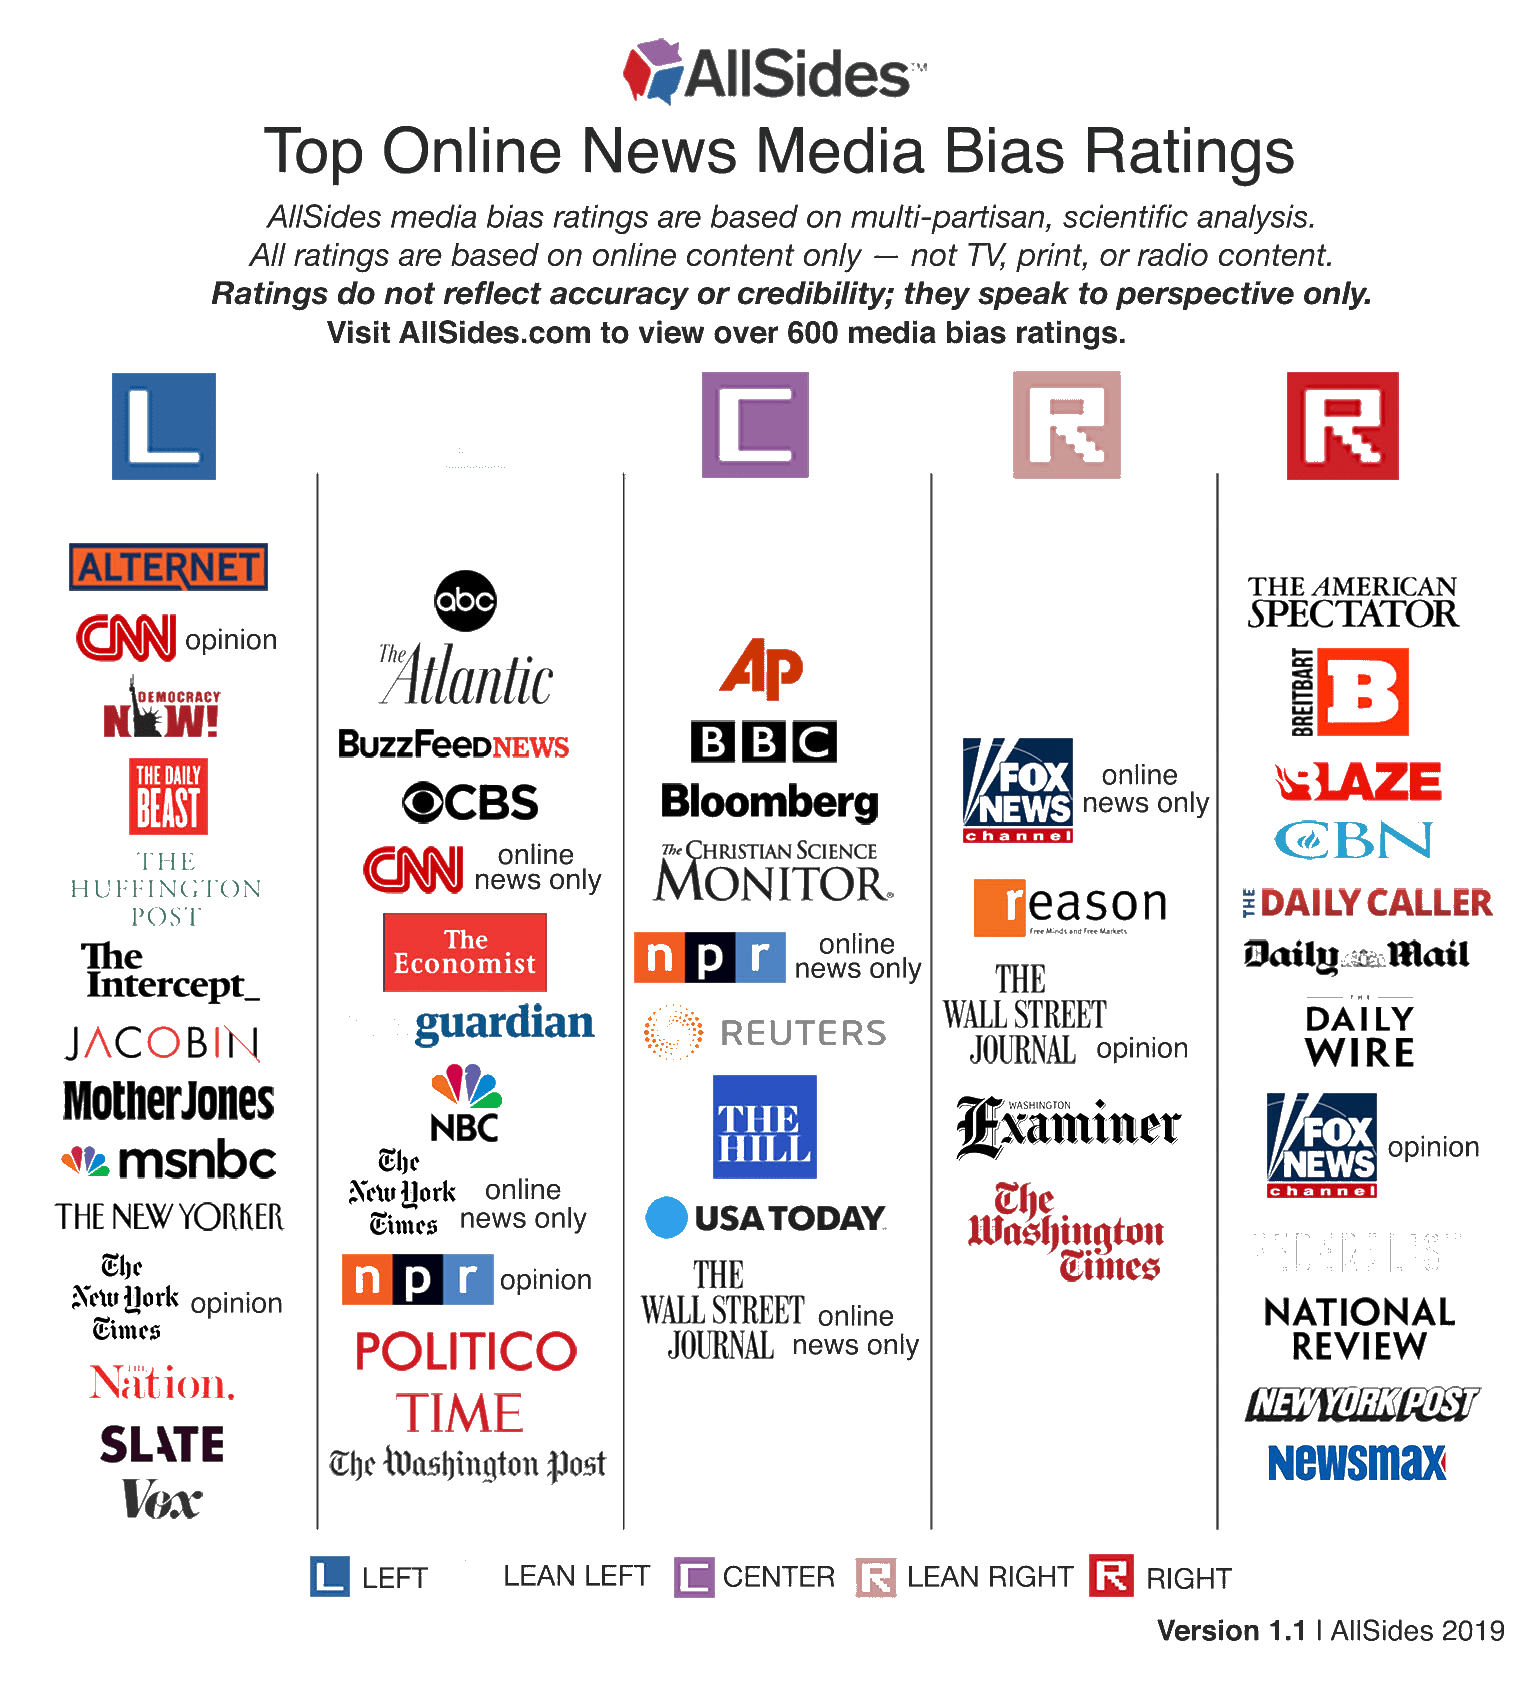 AllSides™
Top Online News Media Bias Ratings
AllSides media bias ratings are based on multi-partisan, scientific analysis.
All ratings are based on online content only — not TV, print, or radio content.
Ratings do not reflect accuracy or credibility; they speak to perspective only.
Visit AllSides.com to view over 600 media bias ratings.
L
C
R
R
ALTERNET
CNN opinion
DEMOCRACY
NOW!
THE DAILY
BEAST
THE
HUFFINGTON
POST
The
Intercept_
JACOBIN
Mother Jones
msnbc
THE NEW YORKER
The
New York
Times
opinion
THE
Nation.
SLATE
Vox
abc
The
Atlantic
BuzzFeedNEWS
CBS
CNN
online
news only
The
Economist
guardian
NBC
The
New York
Times
online
news only
npr opinion
POLITICO
TIME
The Washington Post
AP
BBC
Bloomberg
The CHRISTIAN SCIENCE
MONITOR®
npr
online
news only
REUTERS
THE
HILL
USA TODAY
THE
WALL STREET
JOURNAL
online
news only
FOX
NEWS
channel
online
news only
reason
Free Minds and Free Markets
THE
WALL STREET
JOURNAL opinion
WASHINGTON
Examiner
The
Washington
Times
THE AMERICAN
SPECTATOR
BREITBART
B
BLAZE
CBN
THE DAILY CALLER
Daily Mail
THE
DAILY
WIRE
FOX
NEWS
channel
opinion
NATIONAL
REVIEW
NEW YORK POST
Newsmax
L LEFT
LEAN LEFT
C CENTER
R LEAN RIGHT
R RIGHT
Version 1.1 | AllSides 2019